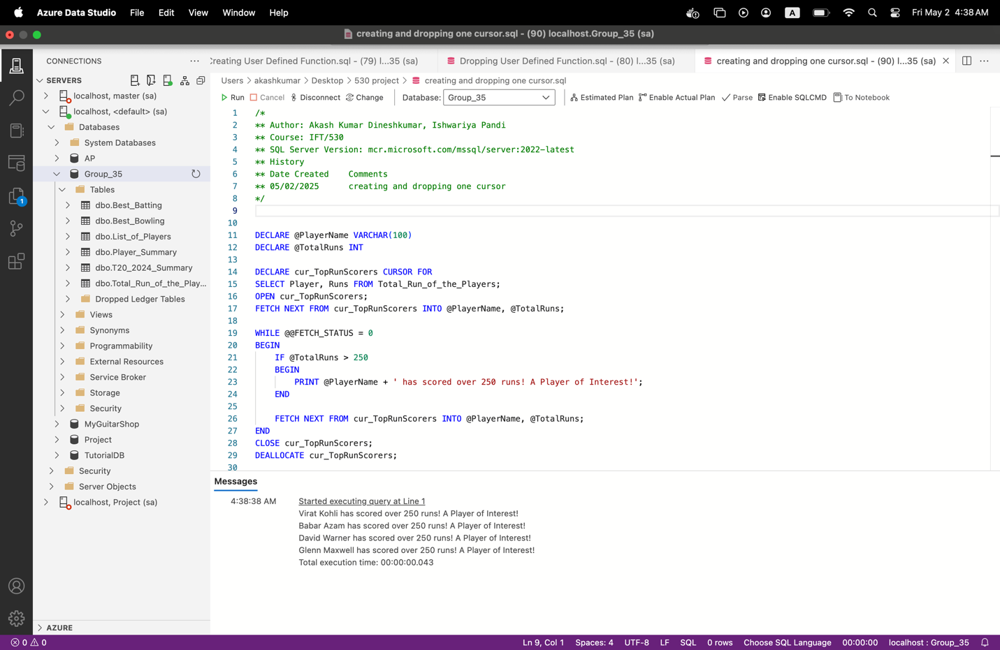 Azure Data Studio File Edit View Window Help
A Fri May 2 4:38 AM
creating and dropping one cursor.sql - (90) localhost.Group_35 (sa)
CONNECTIONS
SERVERS
localhost, master (sa)
localhost, <default> (sa)
Databases
System Databases
AP
Group_35
Tables
dbo.Best_Batting
dbo.Best_Bowling
dbo.List_of_Players
dbo.Player_Summary
dbo.T20_2024_Summary
dbo.Total_Run_of_the_Play...
Dropped Ledger Tables
Views
Synonyms
Programmability
External Resources
Service Broker
Storage
Security
MyGuitarShop
Project
TutorialDB
Security
Server Objects
localhost, Project (sa)
AZURE
1
Creating User Defined Function.sql - (79) l...35 (sa)
Dropping User Defined Function.sql - (80) l...35 (sa)
creating and dropping one cursor.sql - (90) l...35 (sa)
Users > akashkumar > Desktop > 530 project > creating and dropping one cursor.sql
Run Cancel Disconnect Change Database: Group_35 Estimated Plan Enable Actual Plan Parse Enable SQLCMD To Notebook
1 /*
2 ** Author: Akash Kumar Dineshkumar, Ishwariya Pandi
3 ** Course: IFT/530
4 ** SQL Server Version: mcr.microsoft.com/mssql/server:2022-latest
5 ** History
6 ** Date Created    Comments
7 ** 05/02/2025      creating and dropping one cursor
8 */
9
10
11 DECLARE @PlayerName VARCHAR(100)
12 DECLARE @TotalRuns INT
13
14 DECLARE cur_TopRunScorers CURSOR FOR
15 SELECT Player, Runs FROM Total_Run_of_the_Players;
16 OPEN cur_TopRunScorers;
17 FETCH NEXT FROM cur_TopRunScorers INTO @PlayerName, @TotalRuns;
18
19 WHILE @@FETCH_STATUS = 0
20 BEGIN
21     IF @TotalRuns > 250
22     BEGIN
23         PRINT @PlayerName + ' has scored over 250 runs! A Player of Interest!';
24     END
25
26     FETCH NEXT FROM cur_TopRunScorers INTO @PlayerName, @TotalRuns;
27 END
28 CLOSE cur_TopRunScorers;
29 DEALLOCATE cur_TopRunScorers;
30
Messages
4:38:38 AM Started executing query at Line 1
Virat Kohli has scored over 250 runs! A Player of Interest!
Babar Azam has scored over 250 runs! A Player of Interest!
David Warner has scored over 250 runs! A Player of Interest!
Glenn Maxwell has scored over 250 runs! A Player of Interest!
Total execution time: 00:00:00.043
0 0 Ln 9, Col 1 Spaces: 4 UTF-8 LF SQL 0 rows Choose SQL Language 00:00:00 localhost : Group_35